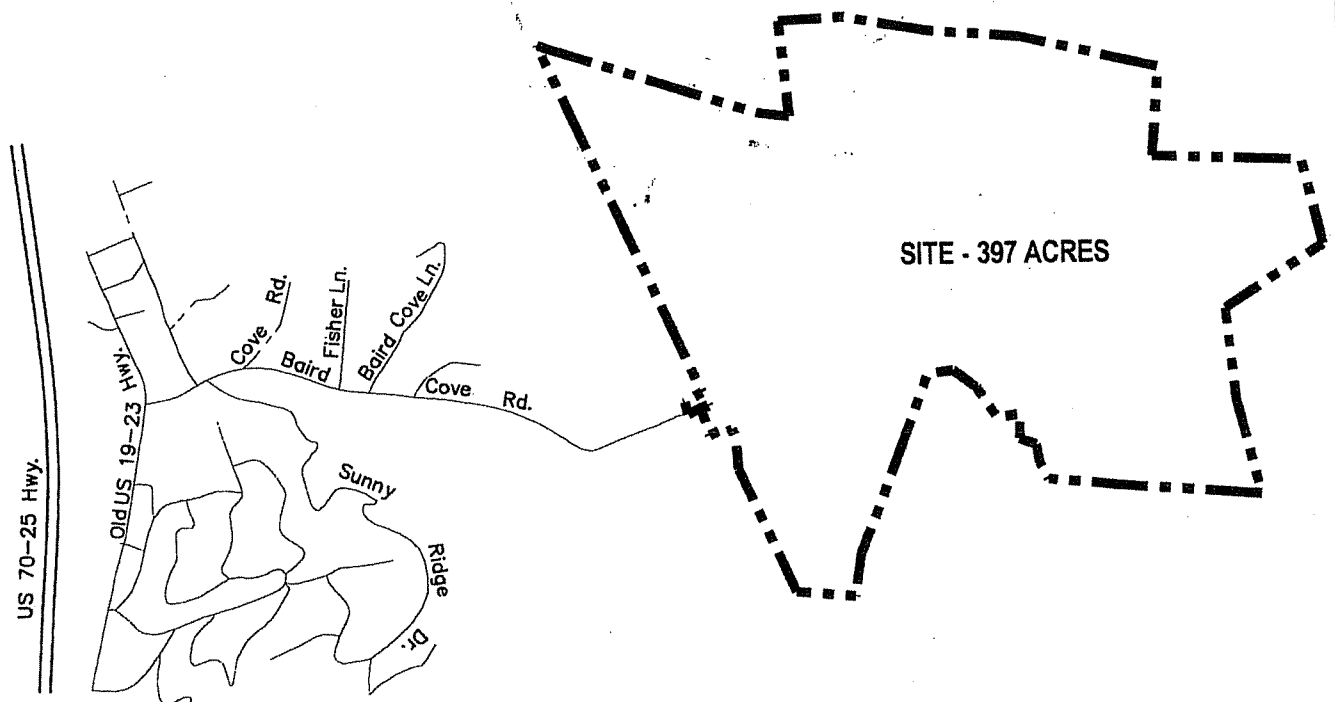 SITE - 397 ACRES
Cove Rd.
Fisher Ln.
Baird Cove Ln.
Baird Cove Rd.
Old US 19-23 Hwy.
US 70-25 Hwy.
Sunny Ridge Dr.